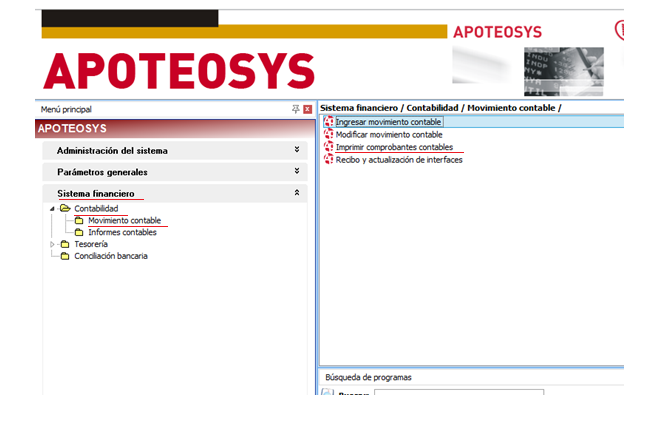 APOTEOSYS
APOTEOSYS
Menú principal
APOTEOSYS
Administración del sistema
Parámetros generales
Sistema financiero
Contabilidad
Movimiento contable
Informes contables
Tesorería
Conciliación bancaria
Sistema financiero / Contabilidad / Movimiento contable /
Ingresar movimiento contable
Modificar movimiento contable
Imprimir comprobantes contables
Recibo y actualización de interfaces
Búsqueda de programas